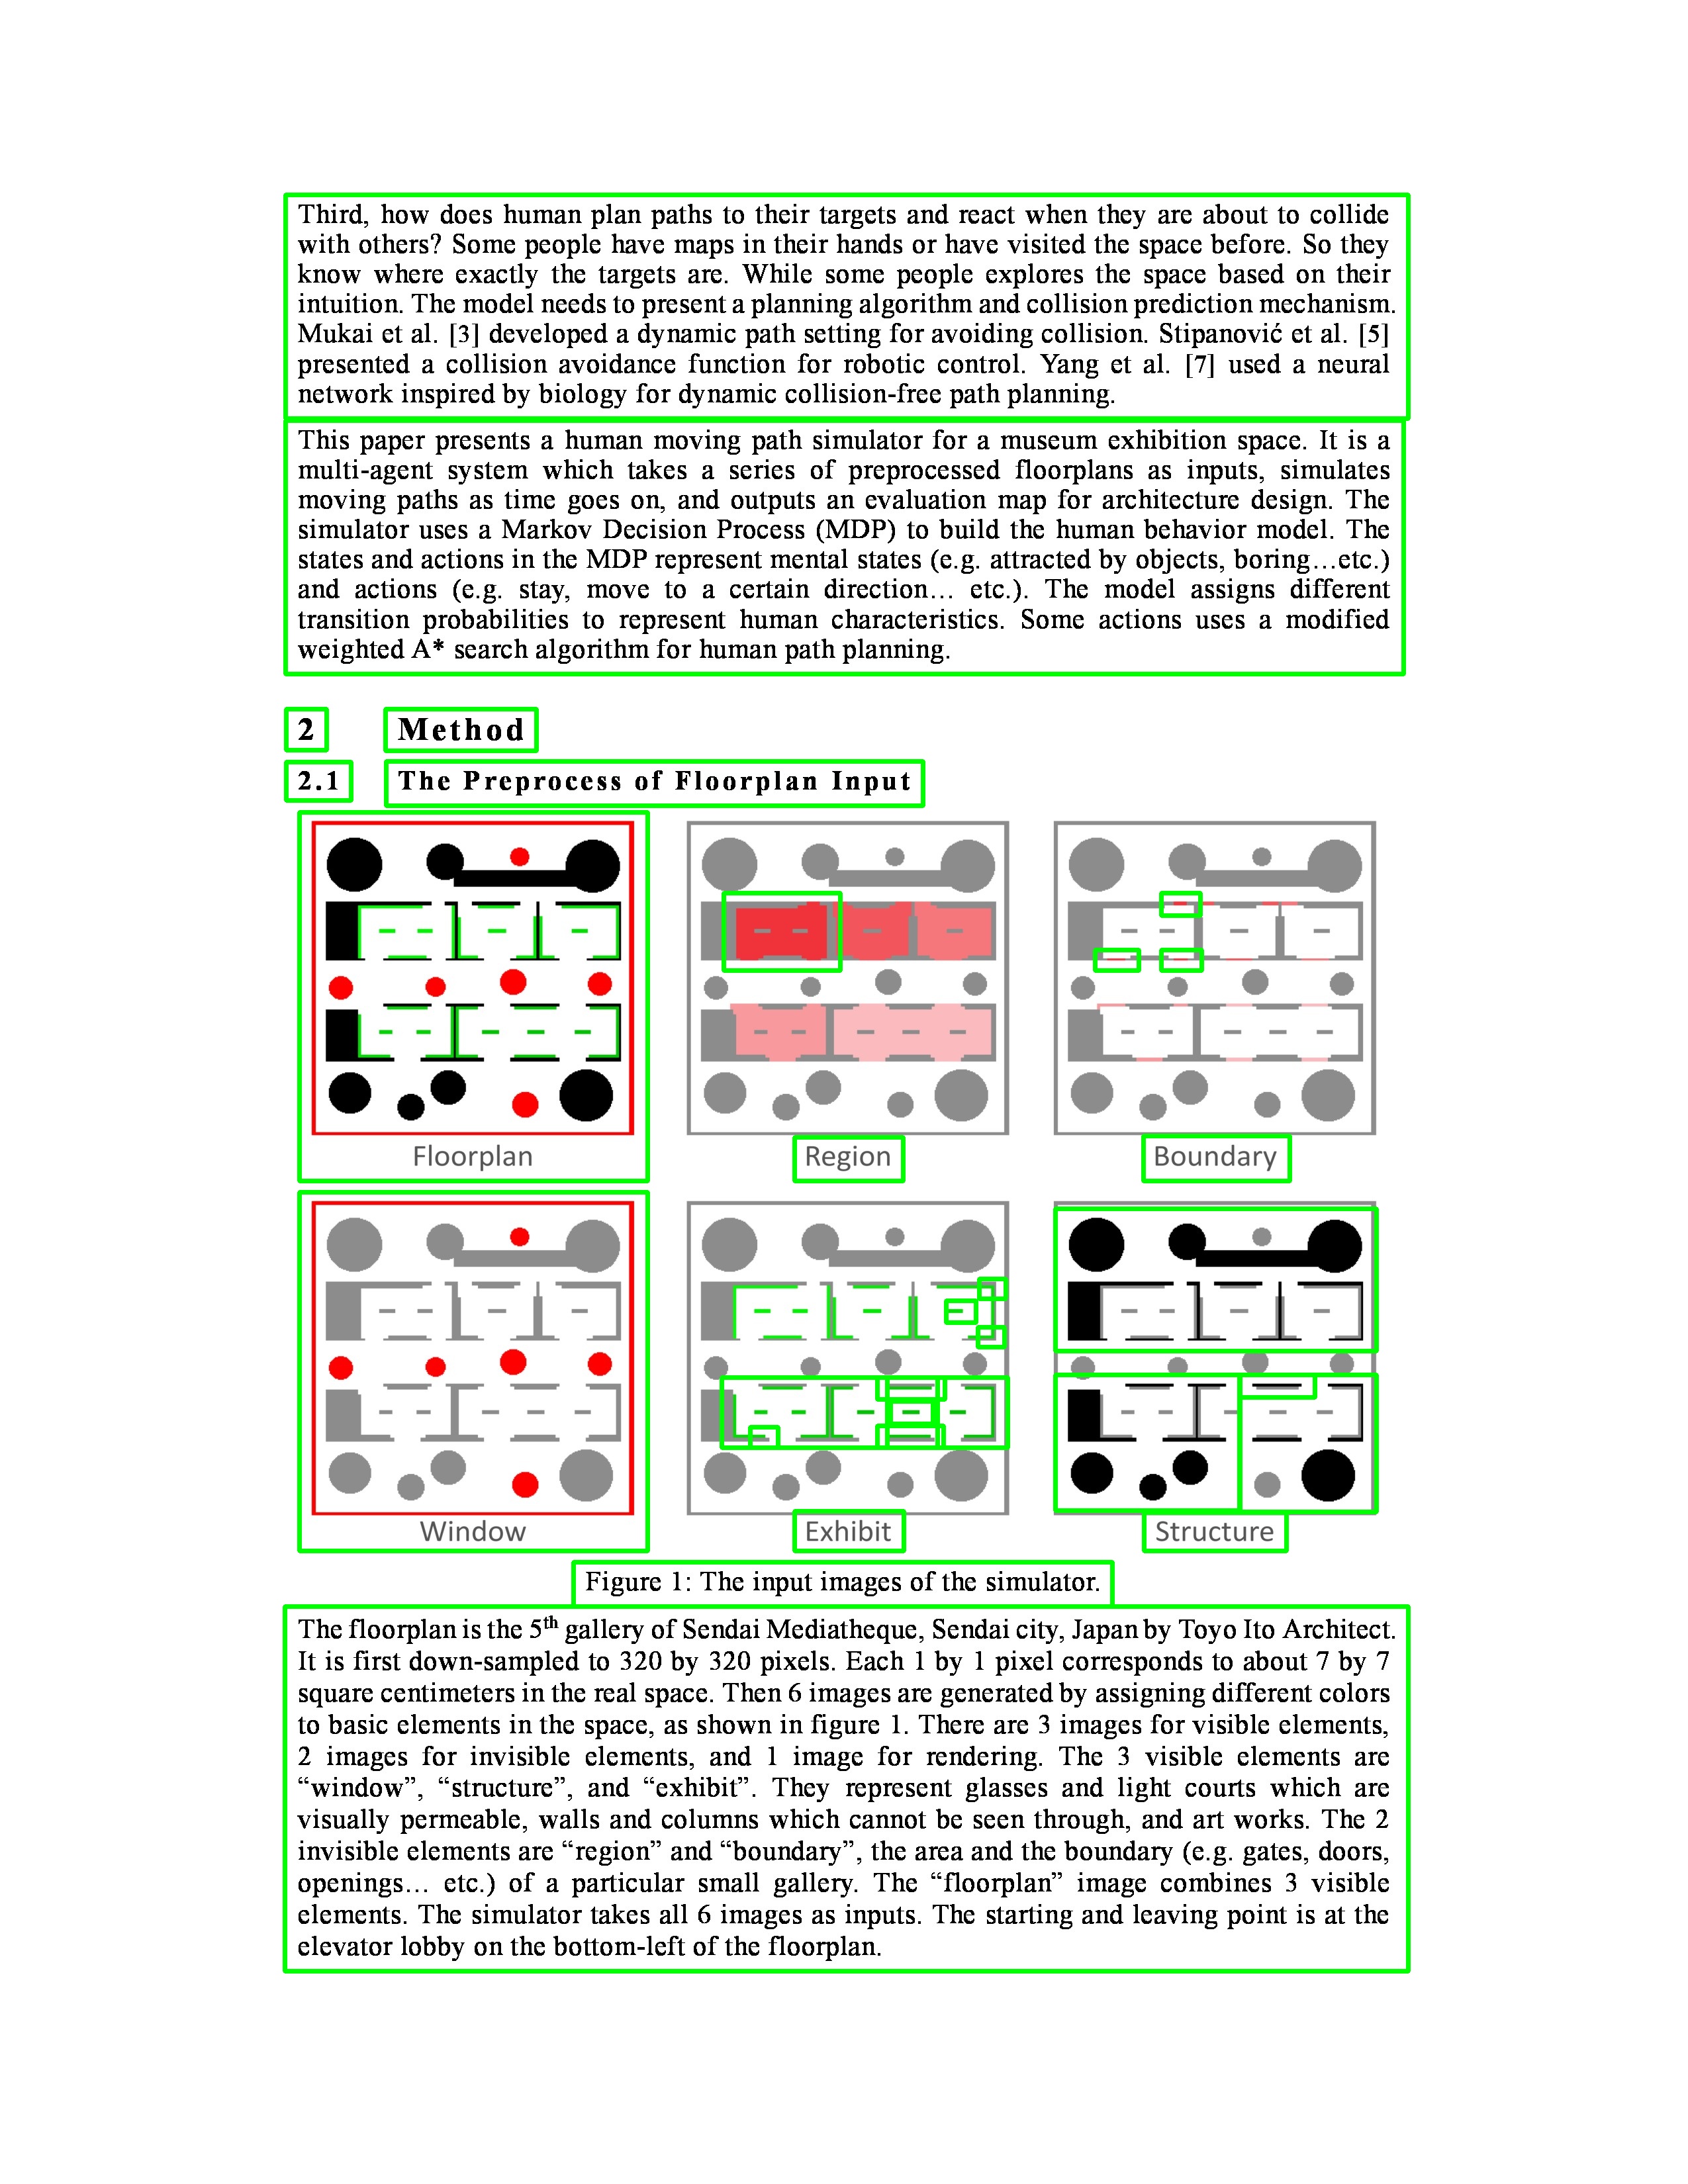 Third, how does human plan paths to their targets and react when they are about to collide
with others? Some people have maps in their hands or have visited the space before. So they
know where exactly the targets are. While some people explores the space based on their
intuition. The model needs to present a planning algorithm and collision prediction mechanism.
Mukai et al. [3] developed a dynamic path setting for avoiding collision. Stipanović et al. [5]
presented a collision avoidance function for robotic control. Yang et al. [7] used a neural
network inspired by biology for dynamic collision-free path planning.
This paper presents a human moving path simulator for a museum exhibition space. It is a
multi-agent system which takes a series of preprocessed floorplans as inputs, simulates
moving paths as time goes on, and outputs an evaluation map for architecture design. The
simulator uses a Markov Decision Process (MDP) to build the human behavior model. The
states and actions in the MDP represent mental states (e.g. attracted by objects, boring…etc.)
and actions (e.g. stay, move to a certain direction… etc.). The model assigns different
transition probabilities to represent human characteristics. Some actions uses a modified
weighted A* search algorithm for human path planning.
2 Method
2.1 The Preprocess of Floorplan Input
Floorplan Region Boundary
Window Exhibit Structure
Figure 1: The input images of the simulator.
The floorplan is the 5th gallery of Sendai Mediatheque, Sendai city, Japan by Toyo Ito Architect.
It is first down-sampled to 320 by 320 pixels. Each 1 by 1 pixel corresponds to about 7 by 7
square centimeters in the real space. Then 6 images are generated by assigning different colors
to basic elements in the space, as shown in figure 1. There are 3 images for visible elements,
2 images for invisible elements, and 1 image for rendering. The 3 visible elements are
“window”, “structure”, and “exhibit”. They represent glasses and light courts which are
visually permeable, walls and columns which cannot be seen through, and art works. The 2
invisible elements are “region” and “boundary”, the area and the boundary (e.g. gates, doors,
openings… etc.) of a particular small gallery. The “floorplan” image combines 3 visible
elements. The simulator takes all 6 images as inputs. The starting and leaving point is at the
elevator lobby on the bottom-left of the floorplan.